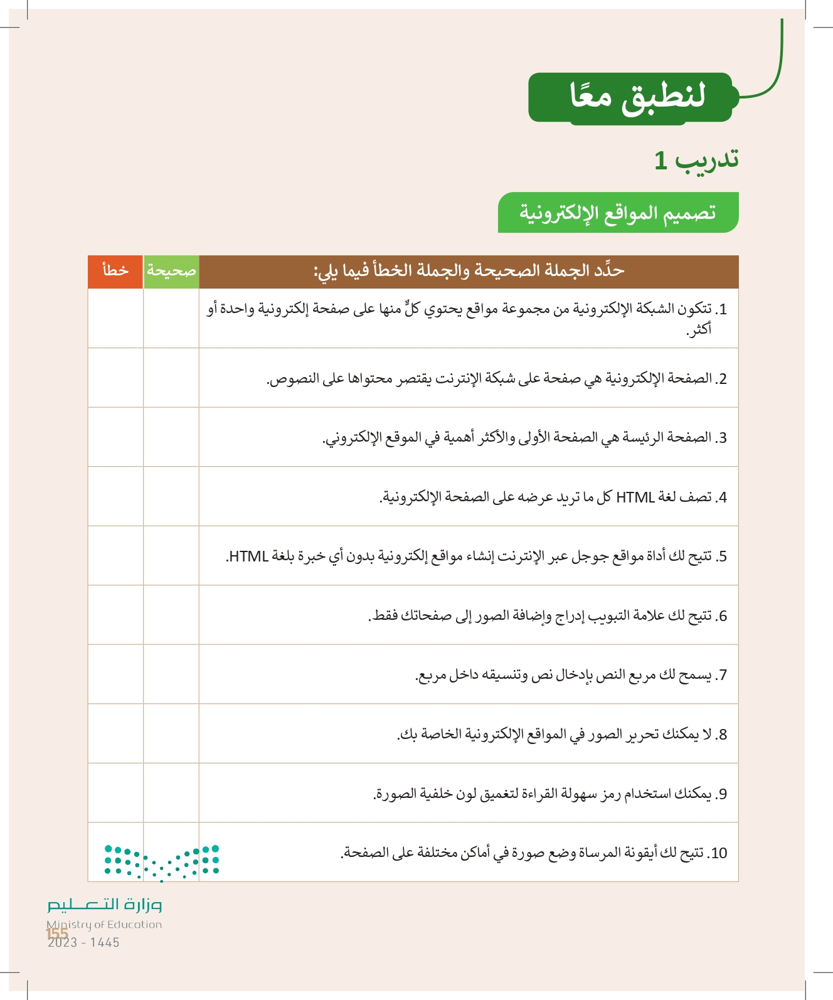 لنطبق معًا
تدريب 1
تصميم المواقع الإلكترونية
حدِّد الجملة الصحيحة والجملة الخطأ فيما يلي: صحيحة خطأ
1. تتكون الشبكة الإلكترونية من مجموعة مواقع يحتوي كلٌّ منها على صفحة إلكترونية واحدة أو
أكثر.
2. الصفحة الإلكترونية هي صفحة على شبكة الإنترنت يقتصر محتواها على النصوص.
3. الصفحة الرئيسة هي الصفحة الأولى والأكثر أهمية في الموقع الإلكتروني.
4. تصف لغة HTML كل ما تريد عرضه على الصفحة الإلكترونية.
5. تتيح لك أداة مواقع جوجل عبر الإنترنت إنشاء مواقع إلكترونية بدون أي خبرة بلغة HTML.
6. تتيح لك علامة التبويب إدراج وإضافة الصور إلى صفحاتك فقط.
7. يسمح لك مربع النص بإدخال نص وتنسيقه داخل مربع.
8. لا يمكنك تحرير الصور في المواقع الإلكترونية الخاصة بك.
9. يمكنك استخدام رمز سهولة القراءة لتغميق لون خلفية الصورة.
10. تتيح لك أيقونة المرساة وضع صورة في أماكن مختلفة على الصفحة.
وزارة التعليم
Ministry of Education
155
2023 - 1445